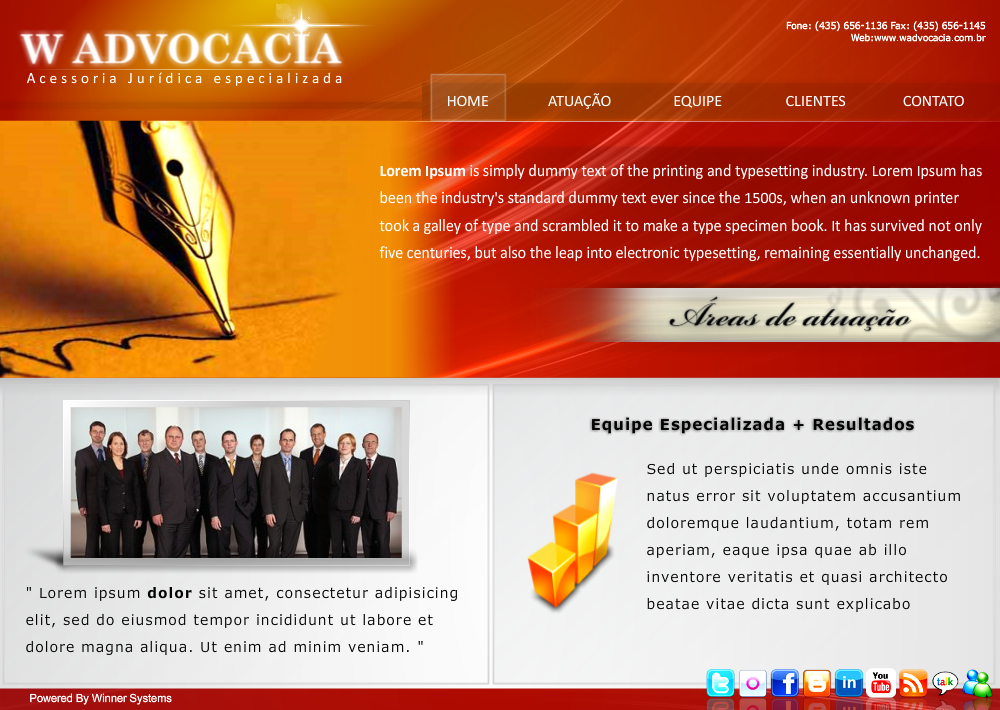 W ADVOCACIA
Acessoria Jurídica especializada
Fone: (435) 656-1136 Fax: (435) 656-1145
Web:www.wadvocacia.com.br
HOME ATUAÇÃO EQUIPE CLIENTES CONTATO
Lorem Ipsum is simply dummy text of the printing and typesetting industry. Lorem Ipsum has
been the industry's standard dummy text ever since the 1500s, when an unknown printer
took a galley of type and scrambled it to make a type specimen book. It has survived not only
five centuries, but also the leap into electronic typesetting, remaining essentially unchanged.
Áreas de atuação
" Lorem ipsum dolor sit amet, consectetur adipisicing
elit, sed do eiusmod tempor incididunt ut labore et
dolore magna aliqua. Ut enim ad minim veniam. "
Equipe Especializada + Resultados
Sed ut perspiciatis unde omnis iste
natus error sit voluptatem accusantium
doloremque laudantium, totam rem
aperiam, eaque ipsa quae ab illo
inventore veritatis et quasi architecto
beatae vitae dicta sunt explicabo
Powered By Winner Systems
in
You
Tube
talk